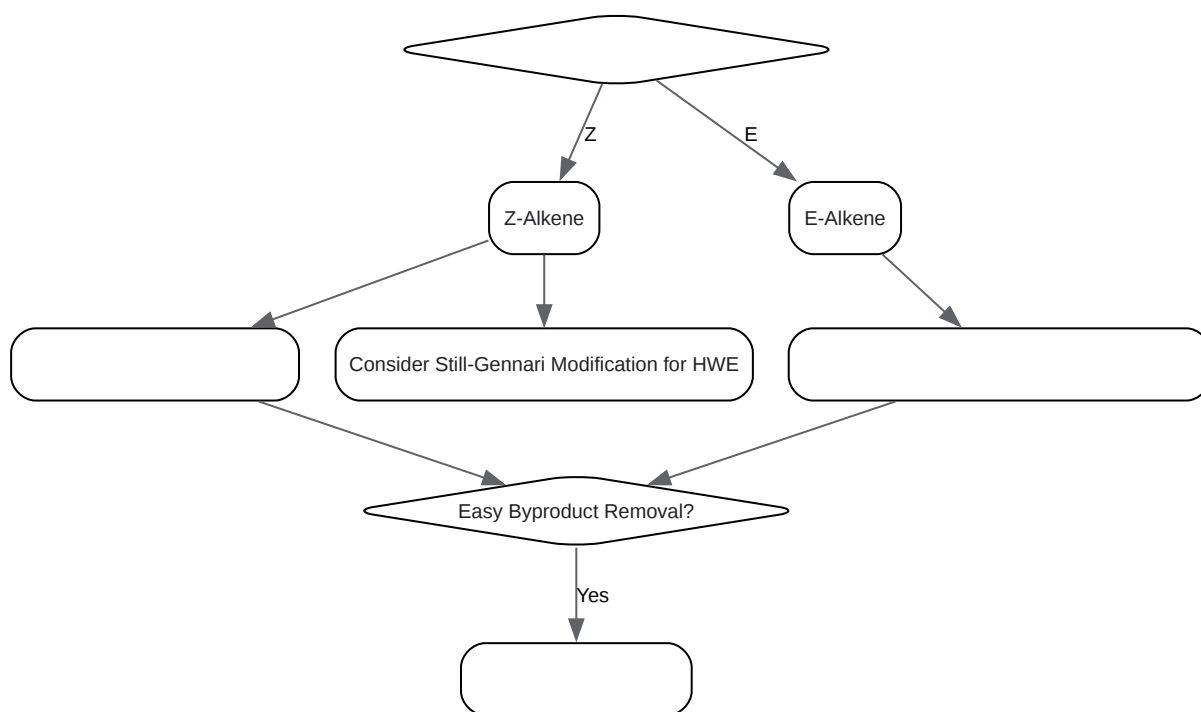 Z
E
Z-Alkene
E-Alkene
Consider Still-Gennari Modification for HWE
Easy Byproduct Removal?
Yes